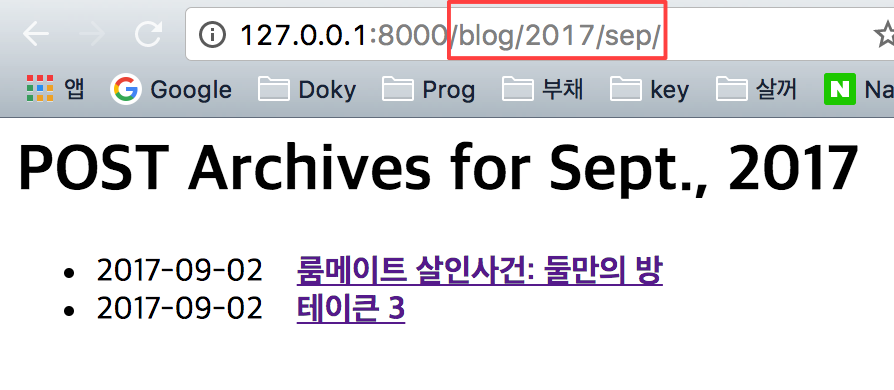 127.0.0.1:8000/blog/2017/sep/
앱 Google Doky Prog 부채 key 살꺼 N Na
POST Archives for Sept., 2017
• 2017-09-02 룸메이트 살인사건: 둘만의 방
• 2017-09-02 테이큰 3